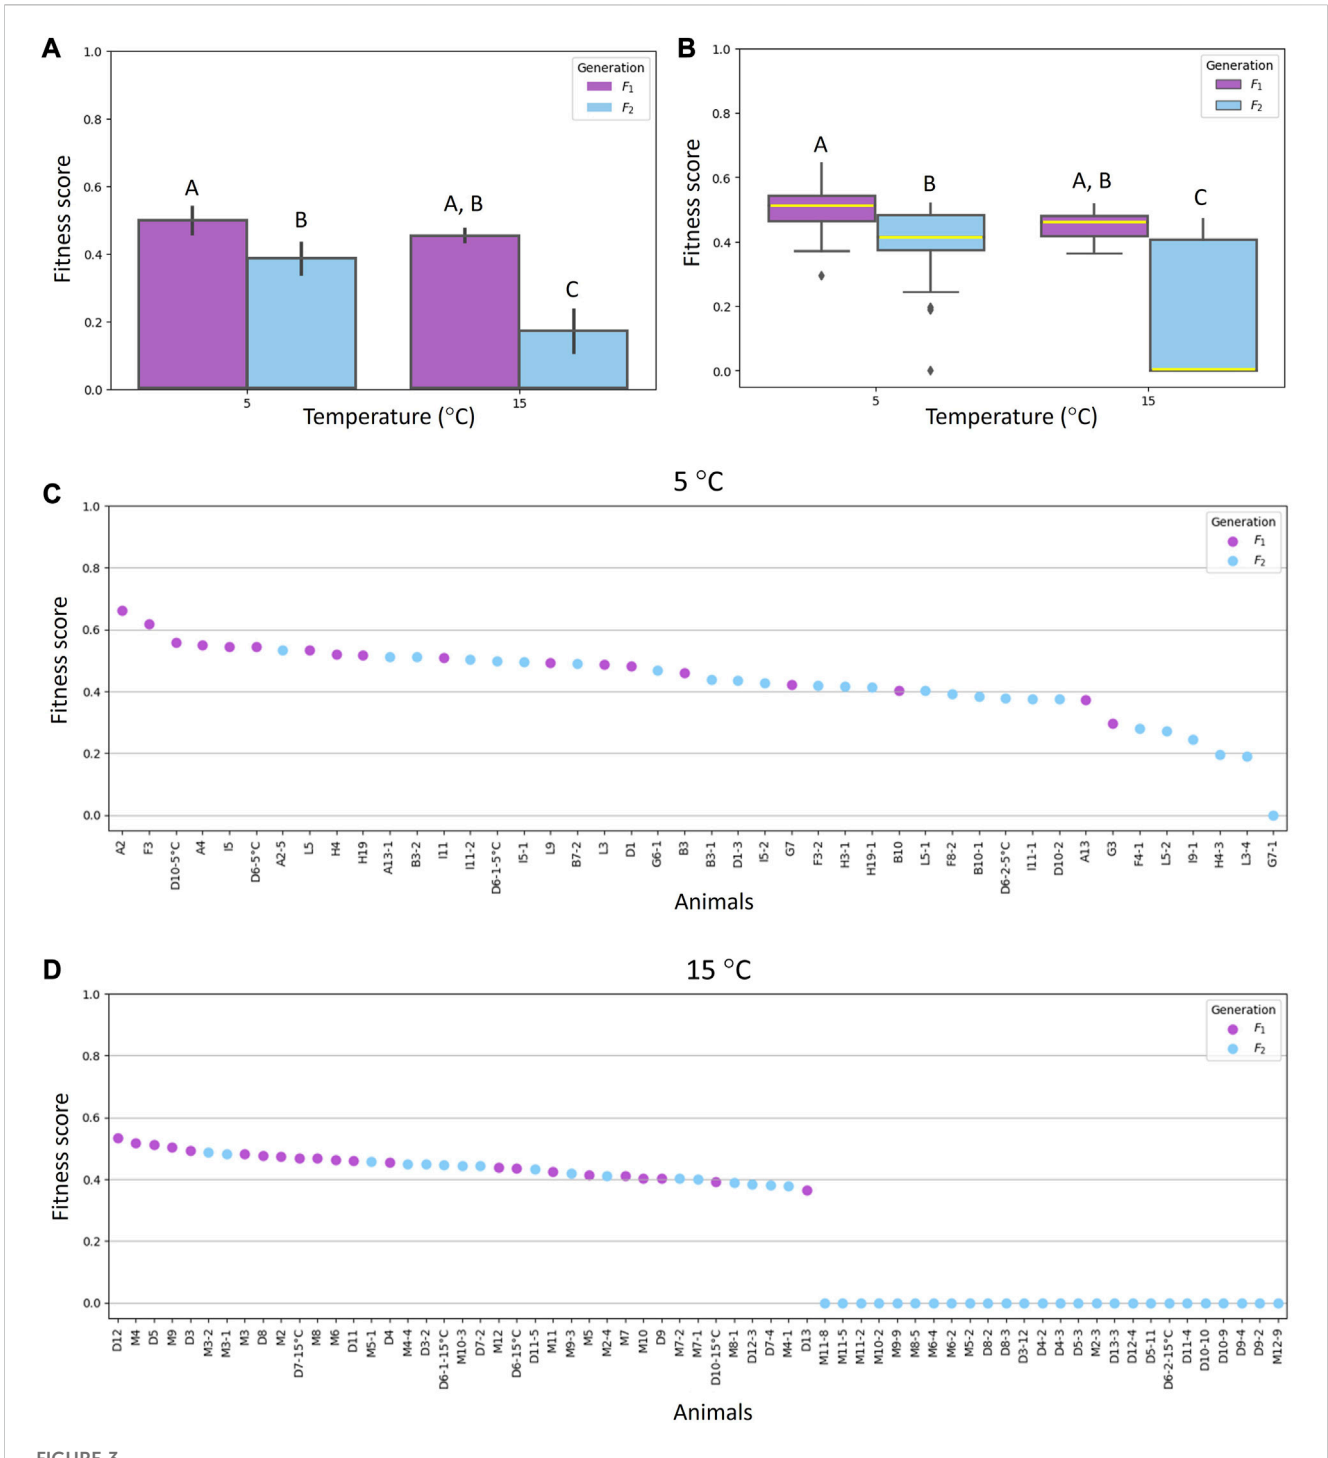 A
1.0
0.8
0.6
0.4
0.2
0.0
Fitness score
Generation
F1
F2
A
B
A, B
C
5
15
Temperature (°C)
B
1.0
0.8
0.6
0.4
0.2
0.0
Fitness score
Generation
F1
F2
A
B
A, B
C
5
15
Temperature (°C)
C
5 °C
1.0
0.8
0.6
0.4
0.2
0.0
Fitness score
Generation
F1
F2
A2
F3
D10-5°C
A4
I5
D6-5°C
A2-5
L5
H4
H19
A13-1
B3-2
I11
I11-2
D6-1-5°C
I5-1
L9
B7-2
L3
D1
G6-1
B3
B3-1
D1-3
I5-2
G7
F3-2
H3-1
H19-1
B10
L5-1
F8-2
B10-1
D6-2-5°C
I11-1
D10-2
A13
G3
F4-1
L5-2
I9-1
H4-3
L3-4
G7-1
Animals
D
15 °C
1.0
0.8
0.6
0.4
0.2
0.0
Fitness score
Generation
F1
F2
D12
M4
D5
M9
D3
M3-2
M3-1
M3
D8
M2
D7-15°C
M8
M6
D11
M5-1
D4
M4-4
D3-2
D6-1-15°C
M10-3
D7-2
M12
D6-15°C
D11-5
M11
M9-3
M5
M2-4
M7
M10
D9
M7-2
M7-1
D10-15°C
M8-1
D12-3
D7-4
M4-1
D13
M11-8
M11-5
M11-2
M10-2
M9-9
M8-5
M6-4
M6-2
M5-2
D8-2
D8-3
D3-12
D4-2
D4-3
D5-3
M2-3
D13-3
D12-4
D5-11
D6-2-15°C
D11-4
D10-10
D10-9
D9-4
D9-2
M12-9
Animals
FIGURE 3